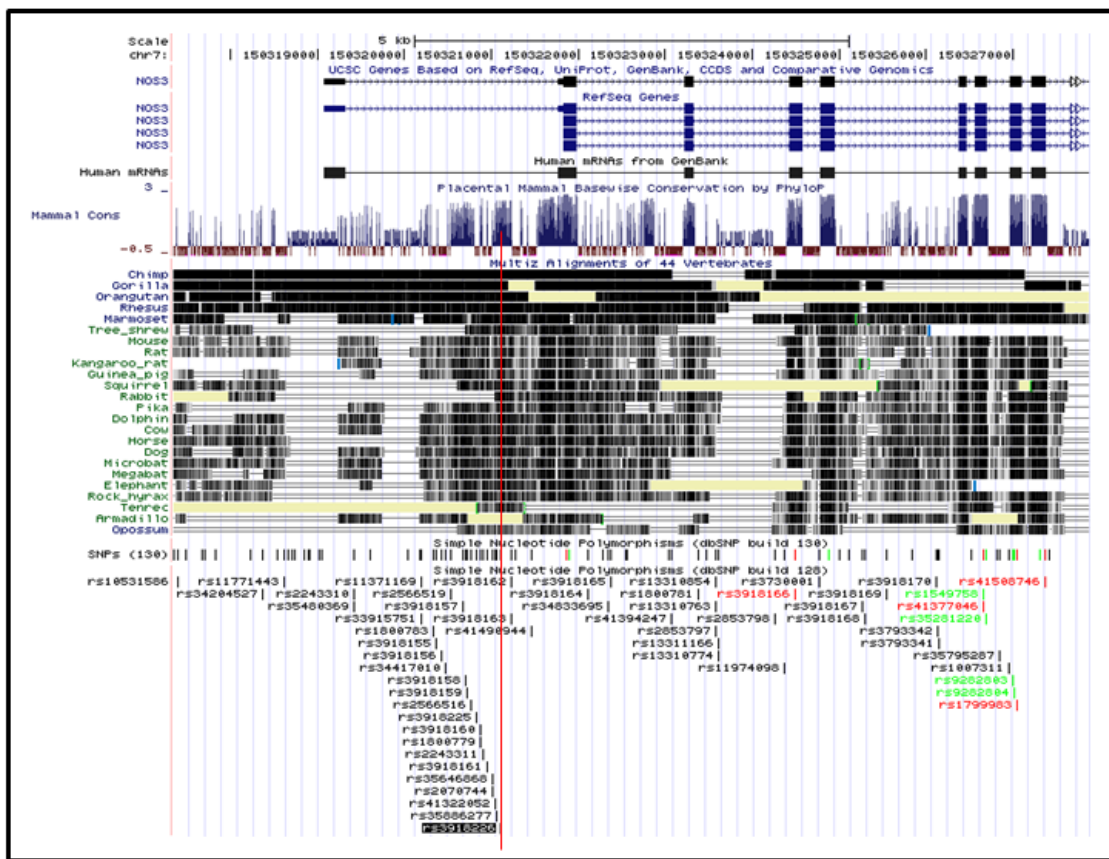 Scale 5 kb
chr7: 150319000 150320000 150321000 150322000 150323000 150324000 150325000 150326000 150327000
UCSC Genes Based on RefSeq, UniProt, GenBank, CCDS and Comparative Genomics
NOS3
RefSeq Genes
NOS3
NOS3
NOS3
NOS3
Human mRNAs from GenBank
Human mRNAs
Placental Mammal Basewise Conservation by PhyloP
3 _
Mammal Cons
-0.5 _
Multiz Alignments of 44 Vertebrates
Chimp
Gorilla
Orangutan
Rhesus
Marmoset
Tree_shrew
Mouse
Rat
Kangaroo_rat
Guinea_pig
Squirrel
Rabbit
Pika
Dolphin
Cow
Horse
Dog
Microbat
Megabat
Elephant
Rock_hyrax
Tenrec
Armadillo
Opossum
Simple Nucleotide Polymorphisms (dbSNP build 130)
SNPs (130)
Simple Nucleotide Polymorphisms (dbSNP build 128)
rs10531586 rs11771443 rs11371169 rs3918162 rs3918165 rs13310854 rs3730001 rs3918170 rs41508746
rs34204527 rs2243310 rs2566519 rs3918164 rs1800781 rs3918166 rs3918169 rs1549758
rs35480369 rs3918157 rs34833695 rs13310763 rs3918167 rs41377046
rs33915751 rs3918163 rs41394247 rs2853798 rs3918168 rs35281220
rs1800783 rs41490944 rs2853797 rs3793342
rs3918155 rs13311166 rs3793341
rs3918156 rs13310774 rs35795287
rs34417010 rs11974098 rs1007311
rs3918158 rs9282803
rs3918159 rs9282804
rs2566516 rs1799983
rs3918225
rs3918160
rs1800779
rs2243311
rs3918161
rs35646868
rs2070744
rs41322052
rs35886277
rs3918226